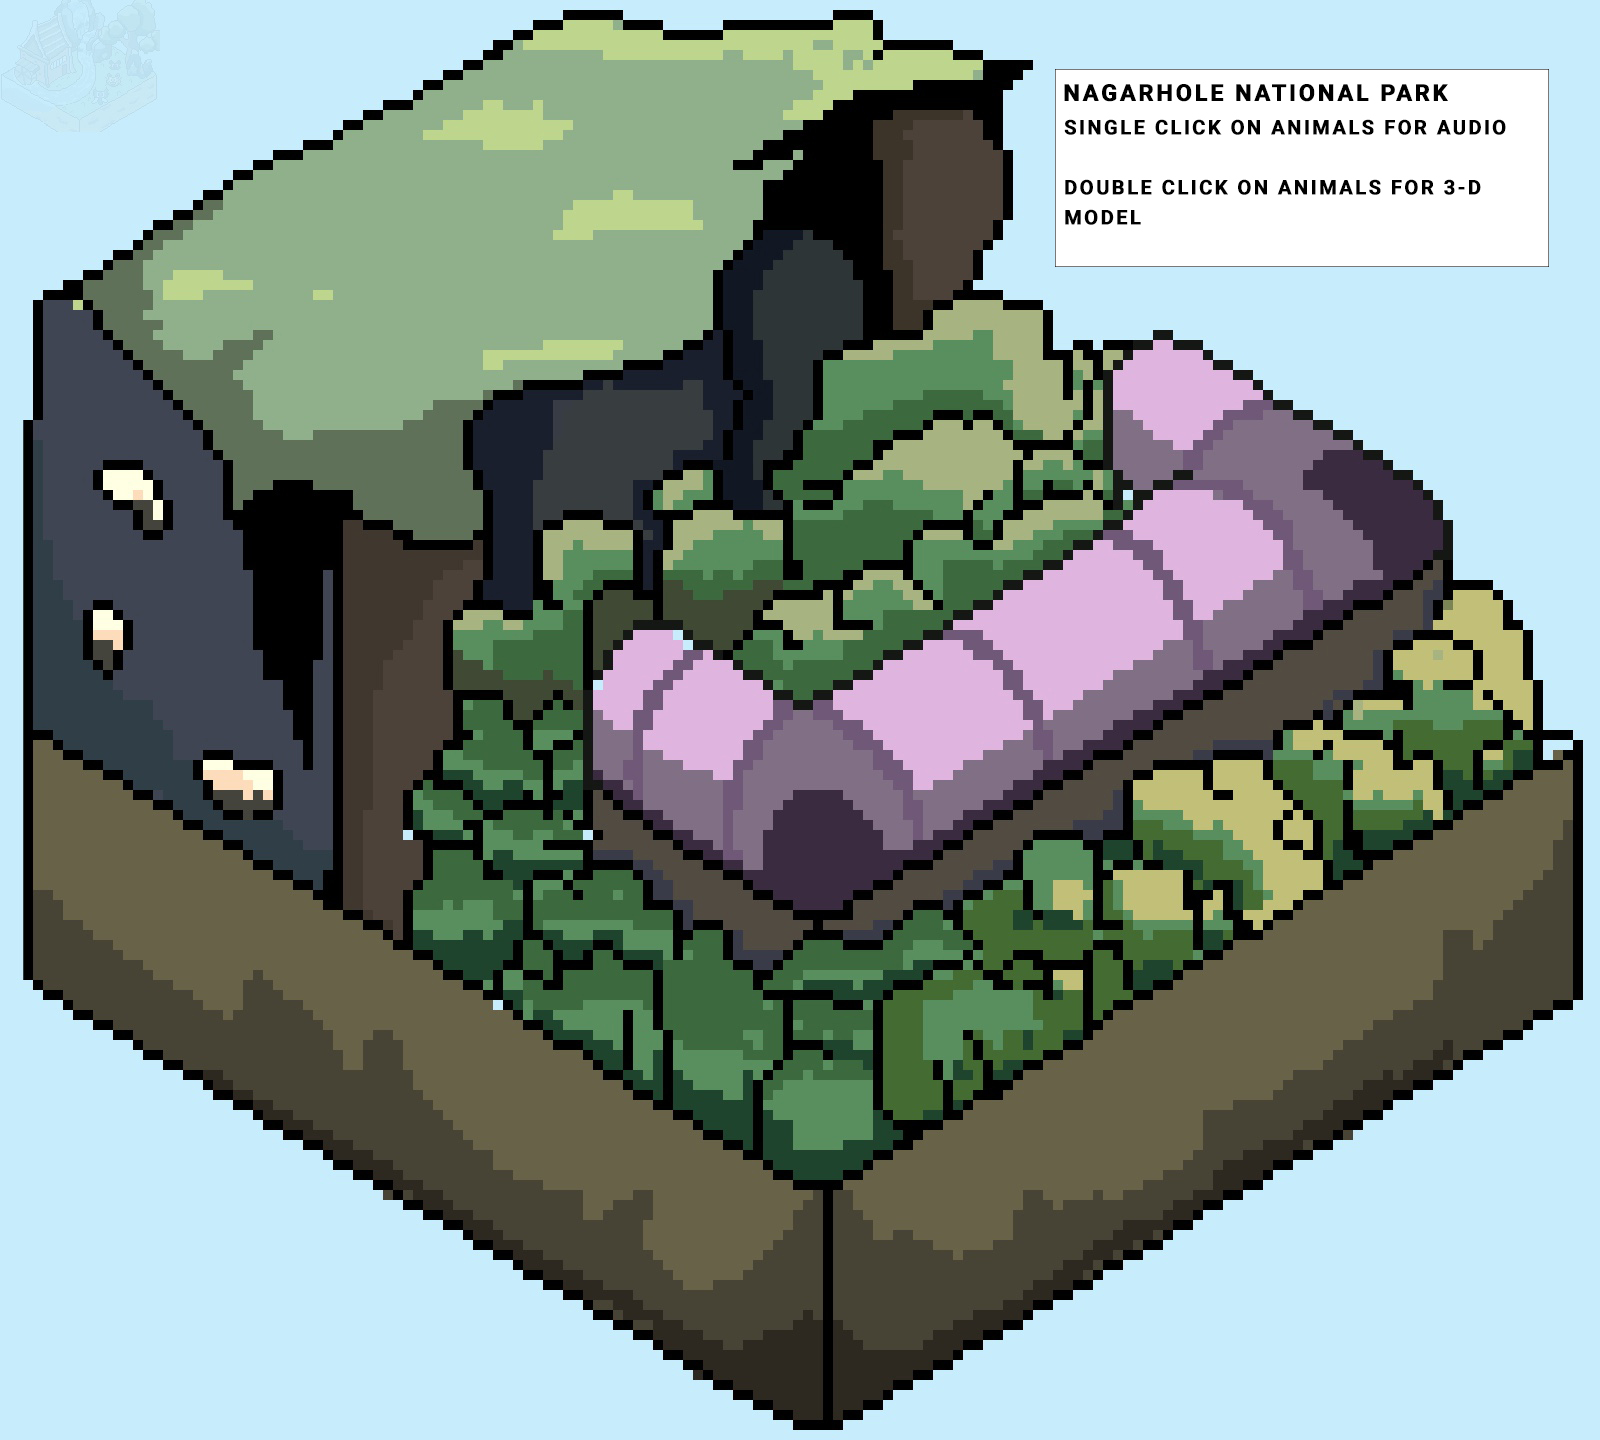 NAGARHOLE NATIONAL PARK
SINGLE CLICK ON ANIMALS FOR AUDIO
DOUBLE CLICK ON ANIMALS FOR 3-D
MODEL